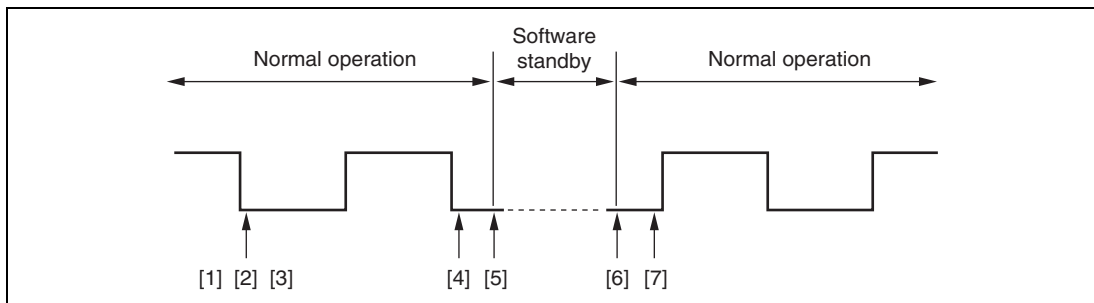 Software
standby
Normal operation
Normal operation
[1] [2] [3]
[4]
[5]
[6]
[7]